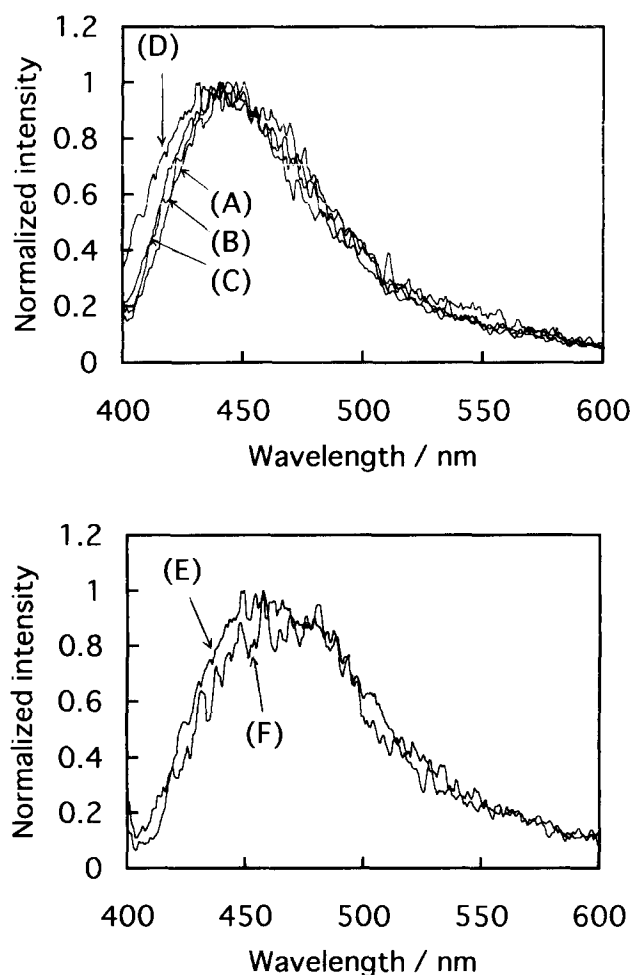 1.2
(D)
1
0.8
(A)
0.6
(B)
0.4
(C)
0.2
0
400 450 500 550 600
Normalized intensity
Wavelength / nm
1.2
(E)
1
0.8
0.6
(F)
0.4
0.2
0
400 450 500 550 600
Normalized intensity
Wavelength / nm